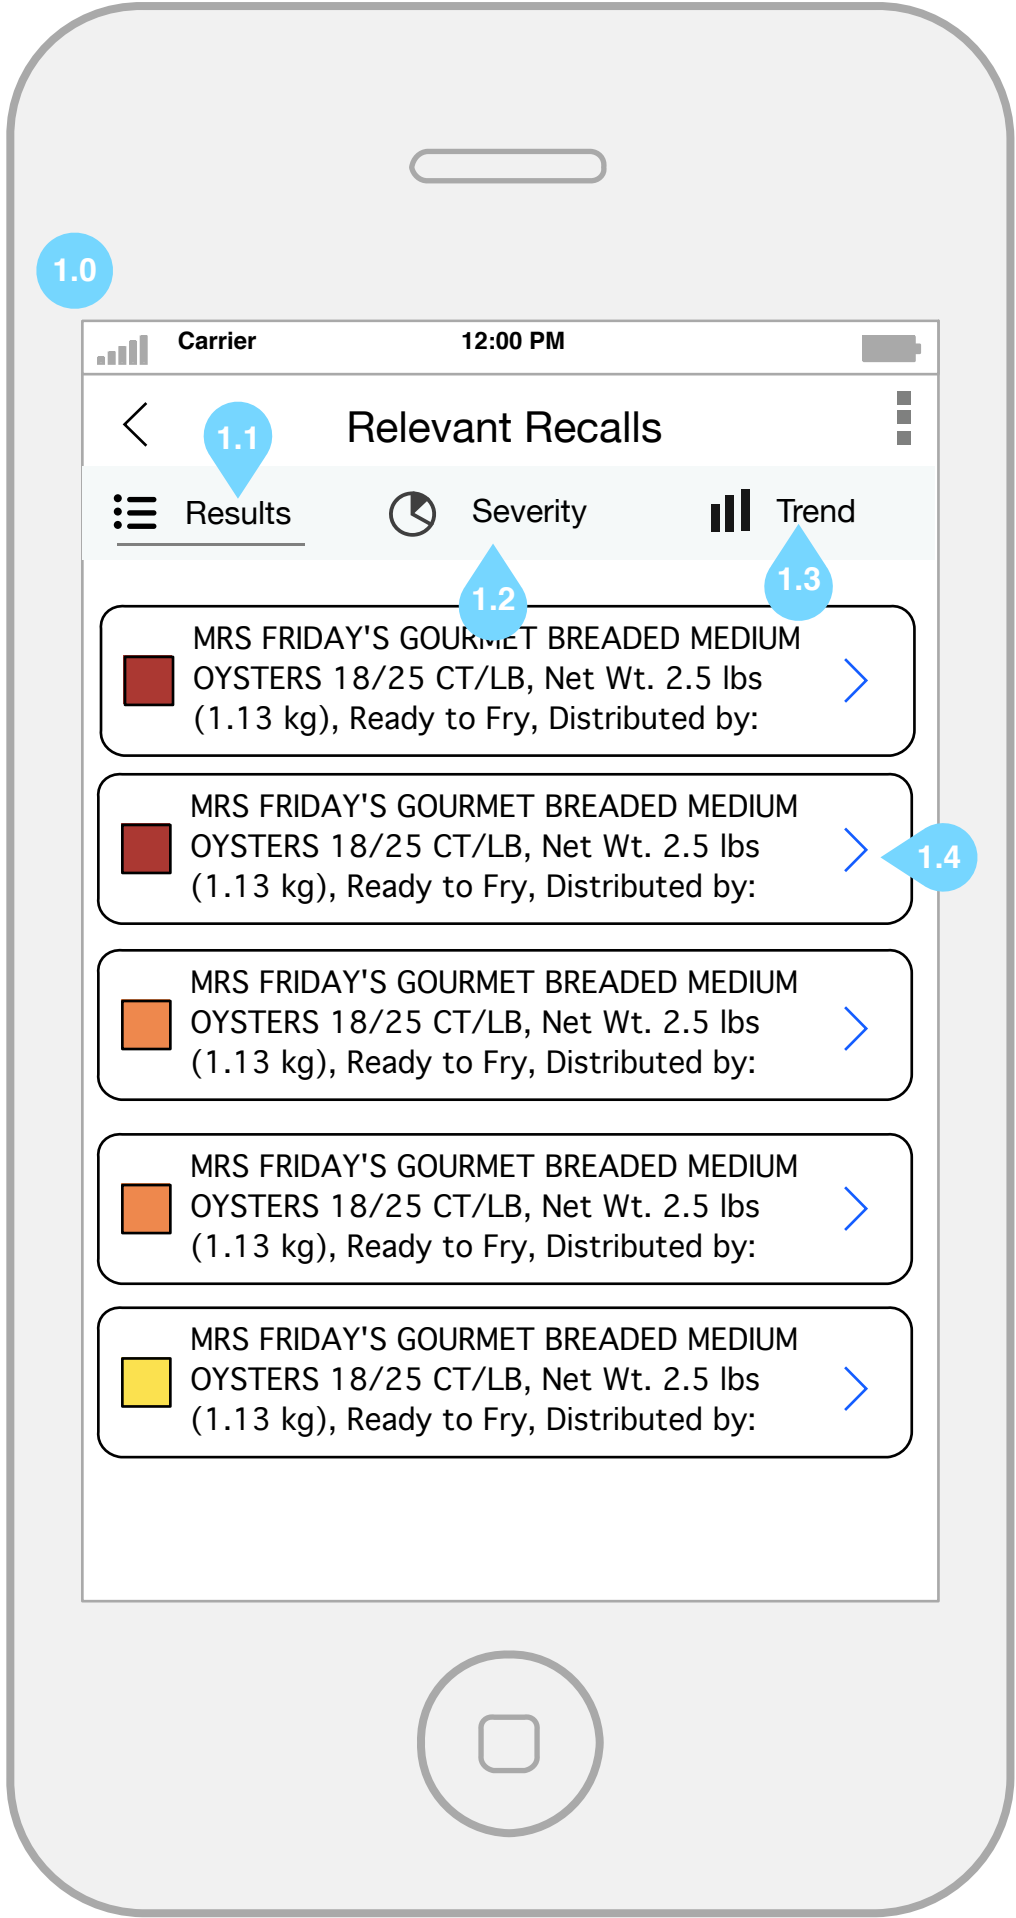 1.0
Carrier 12:00 PM
1.1
Relevant Recalls
Results Severity Trend
1.2
1.3
MRS FRIDAY'S GOURMET BREADED MEDIUM
OYSTERS 18/25 CT/LB, Net Wt. 2.5 lbs
(1.13 kg), Ready to Fry, Distributed by:
MRS FRIDAY'S GOURMET BREADED MEDIUM
OYSTERS 18/25 CT/LB, Net Wt. 2.5 lbs
(1.13 kg), Ready to Fry, Distributed by:
1.4
MRS FRIDAY'S GOURMET BREADED MEDIUM
OYSTERS 18/25 CT/LB, Net Wt. 2.5 lbs
(1.13 kg), Ready to Fry, Distributed by:
MRS FRIDAY'S GOURMET BREADED MEDIUM
OYSTERS 18/25 CT/LB, Net Wt. 2.5 lbs
(1.13 kg), Ready to Fry, Distributed by:
MRS FRIDAY'S GOURMET BREADED MEDIUM
OYSTERS 18/25 CT/LB, Net Wt. 2.5 lbs
(1.13 kg), Ready to Fry, Distributed by: